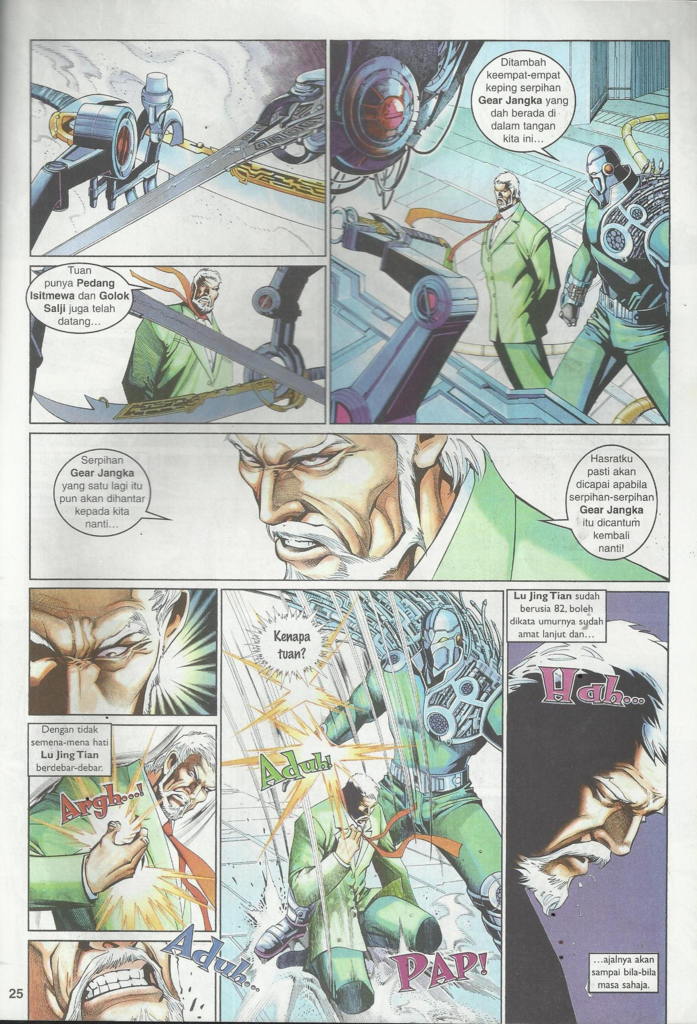 Ditambah
keempat-empat
keping serpihan
Gear Jangka yang
dah berada di
dalam tangan
kita ini...
Tuan
punya Pedang
Isitmewa dan Golok
Salji juga telah
datang...
Serpihan
Gear Jangka
yang satu lagi itu
pun akan dihantar
kepada kita
nanti...
Hasratku
pasti akan
dicapai apabila
serpihan-serpihan
Gear Jangka
itu dicantum
kembali
nanti!
Dengan tidak
semena-mena hati
Lu Jing Tian
berdebar-debar.
Argh...!
Aduh...
Kenapa
tuan?
Aduh!
PAP!
Lu Jing Tian sudah
berusia 82, boleh
dikata umurnya sudah
amat lanjut dan...
Hah...
...ajalnya akan
sampai bila-bila
masa sahaja.
25